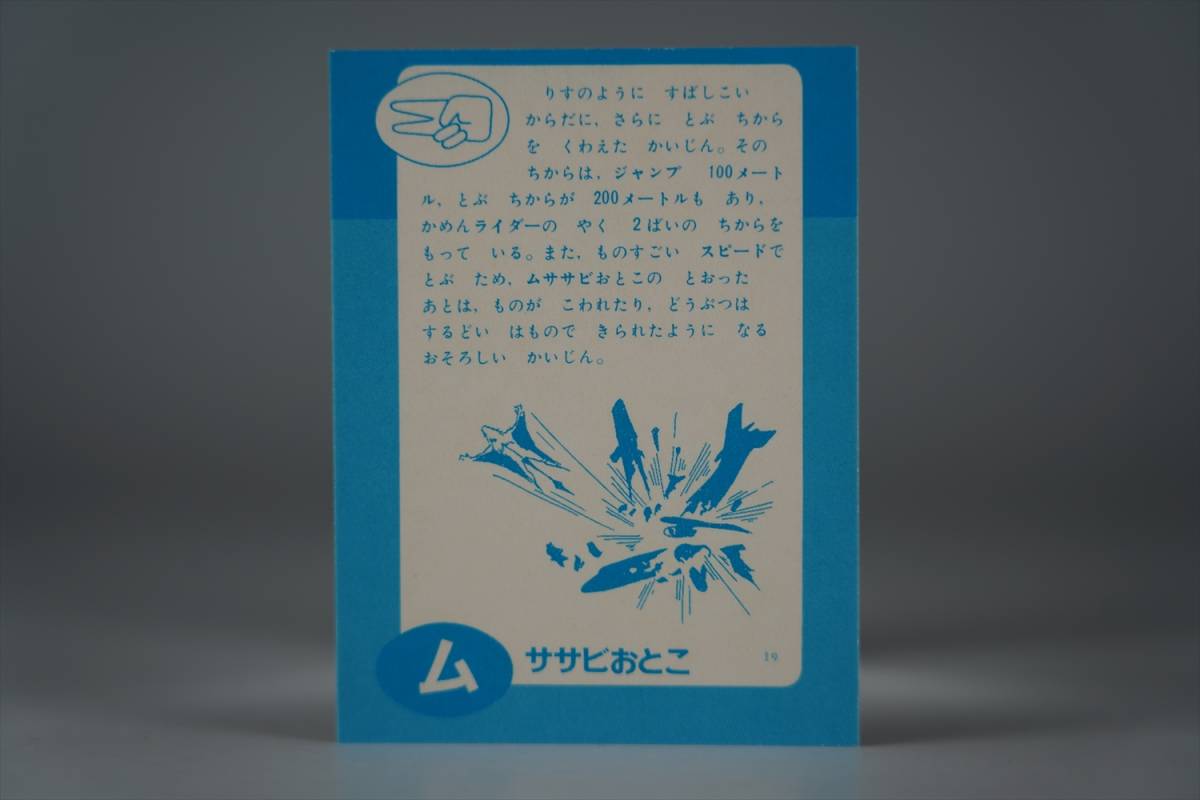 りすのように　すばしこい
からだに、さらに　とぶ　ちから
を　くわえた　かいじん。その
ちからは、ジャンプ　100メート
ル、とぶ　ちからが　200メートルも　あり、
かめんライダーの　やく　2ばいの　ちからを
もって　いる。また、ものすごい　スピードで
とぶ　ため、ムササビおとこの　とおった
あとは、ものが　こわれたり、どうぶつは
するどい　はもので　きられたように　なる
おそろしい　かいじん。
ムササビおとこ
19